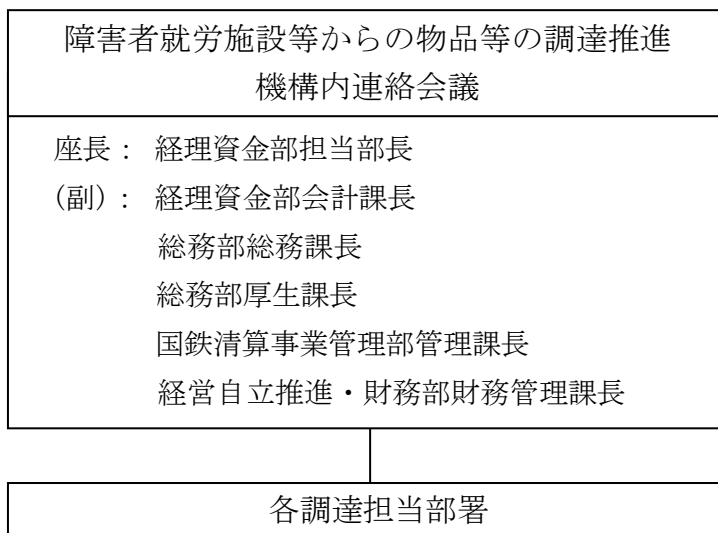 障害者就労施設等からの物品等の調達推進
機構内連絡会議
座長： 経理資金部担当部長
(副)： 経理資金部会計課長
総務部総務課長
総務部厚生課長
国鉄清算事業管理部管理課長
経営自立推進・財務部財務管理課長
各調達担当部署